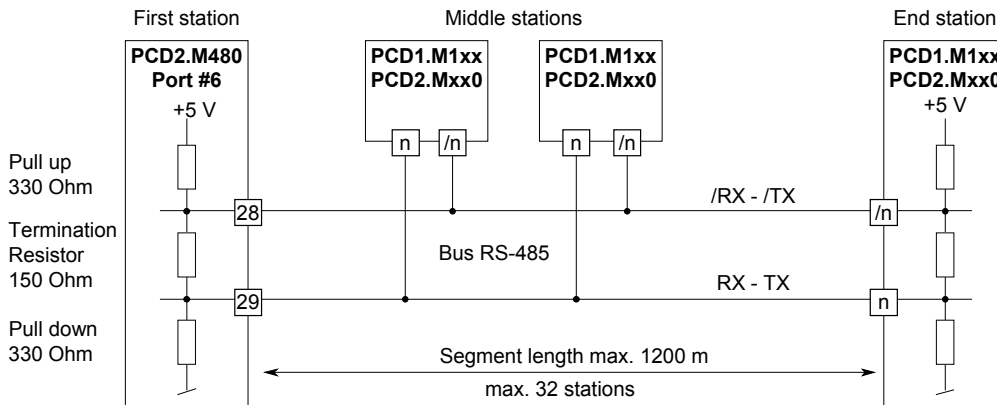 First station
Middle stations
End station
PCD2.M480
Port #6
+5 V
PCD1.M1xx
PCD2.Mxx0
PCD1.M1xx
PCD2.Mxx0
PCD1.M1xx
PCD2.Mxx0
+5 V
n
/n
n
/n
Pull up
330 Ohm
28
/RX - /TX
/n
Termination
Resistor
150 Ohm
Bus RS-485
29
RX - TX
n
Pull down
330 Ohm
Segment length max. 1200 m
max. 32 stations